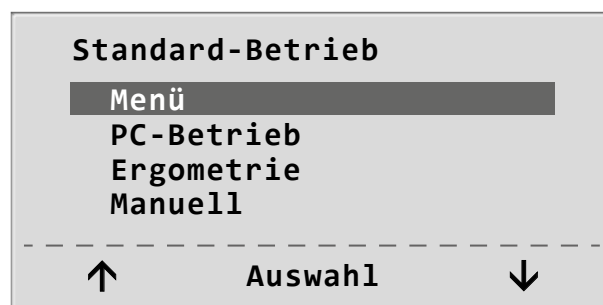 Standard-Betrieb
Menü
PC-Betrieb
Ergometrie
Manuell
↑ Auswahl ↓